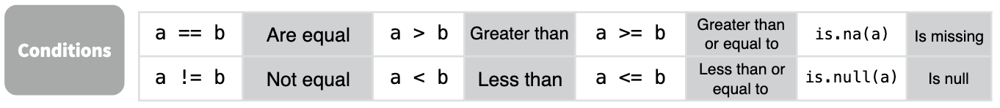 Conditions
a == b Are equal a > b Greater than a >= b Greater than or equal to is.na(a) Is missing
a != b Not equal a < b Less than a <= b Less than or equal to is.null(a) Is null